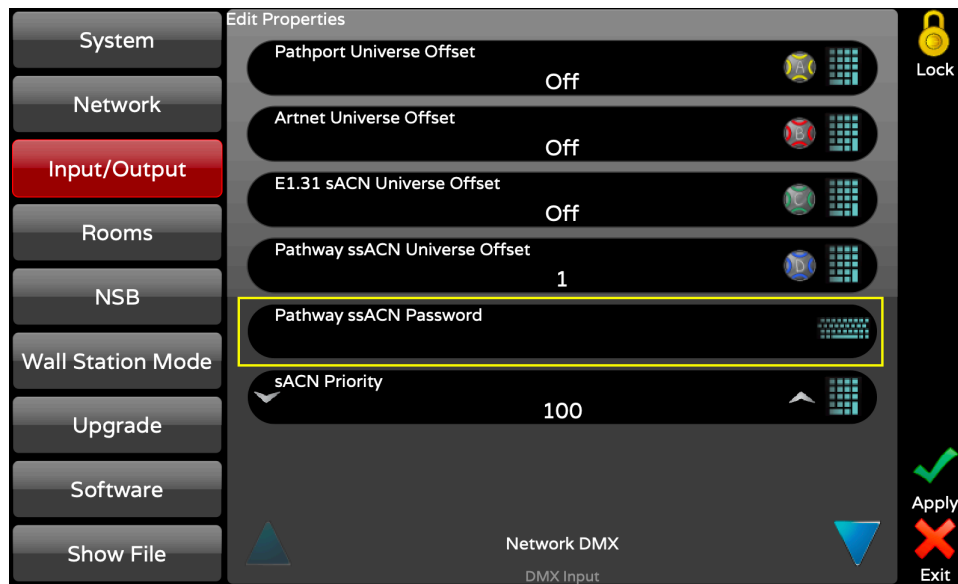 System
Network
Input/Output
Rooms
NSB
Wall Station Mode
Upgrade
Software
Show File
Edit Properties
Pathport Universe Offset
Off
A
Artnet Universe Offset
Off
B
E1.31 sACN Universe Offset
Off
C
Pathway ssACN Universe Offset
1
D
Pathway ssACN Password
sACN Priority
100
Network DMX
DMX Input
Lock
Apply
Exit